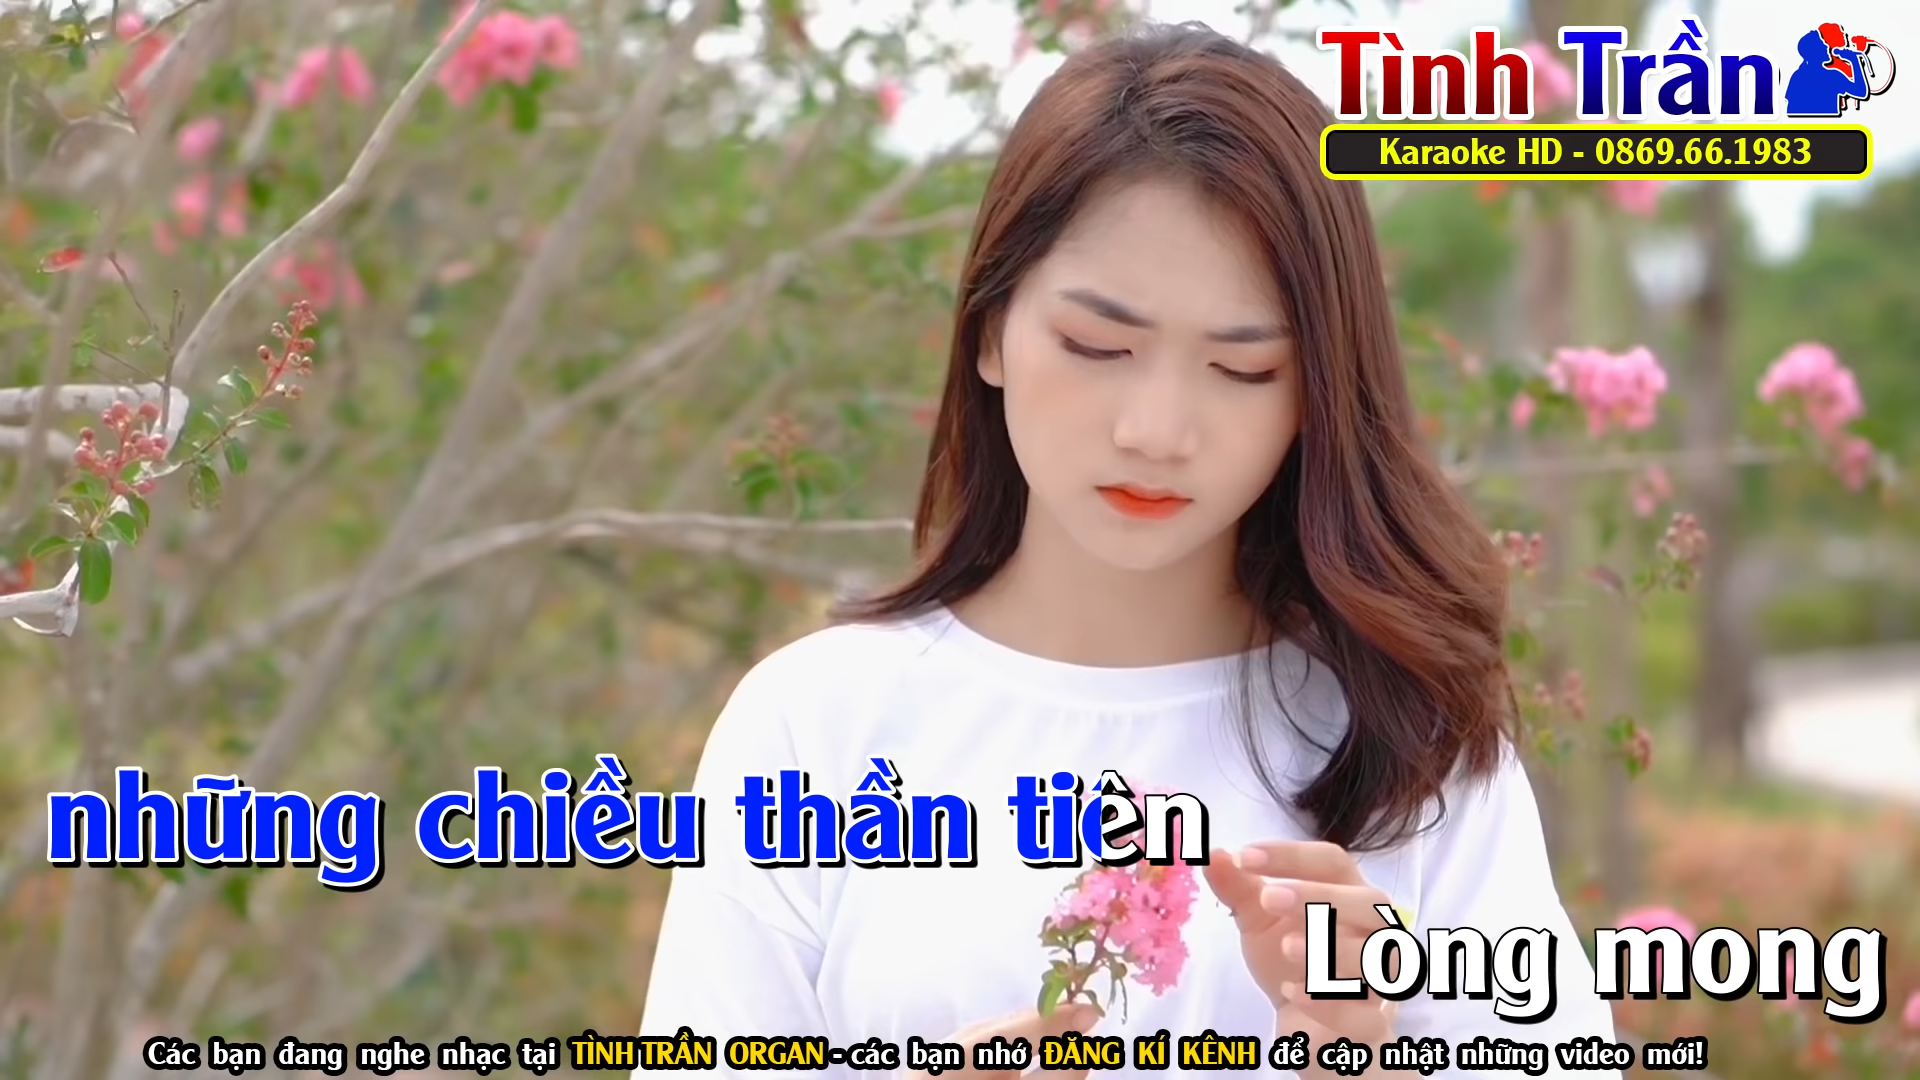 Tình Trần
Karaoke HD - 0869.66.1983
những chiều thần tiên
Lòng mong
Các bạn đang nghe nhạc tại TÌNH TRẦN ORGAN - các bạn nhớ ĐĂNG KÍ KÊNH để cập nhật những video mới!